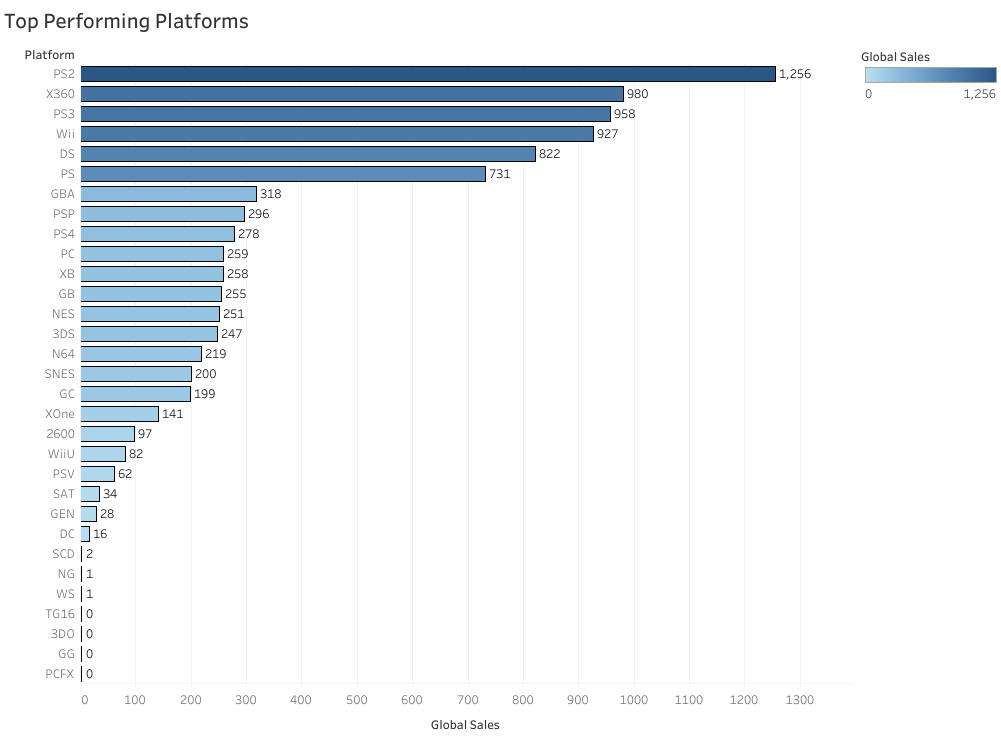 Top Performing Platforms
Platform
Global Sales
0 1,256
PS2 1,256
X360 980
PS3 958
Wii 927
DS 822
PS 731
GBA 318
PSP 296
PS4 278
PC 259
XB 258
GB 255
NES 251
3DS 247
N64 219
SNES 200
GC 199
XOne 141
2600 97
WiiU 82
PSV 62
SAT 34
GEN 28
DC 16
SCD 2
NG 1
WS 1
TG16 0
3DO 0
GG 0
PCFX 0
0 100 200 300 400 500 600 700 800 900 1000 1100 1200 1300
Global Sales